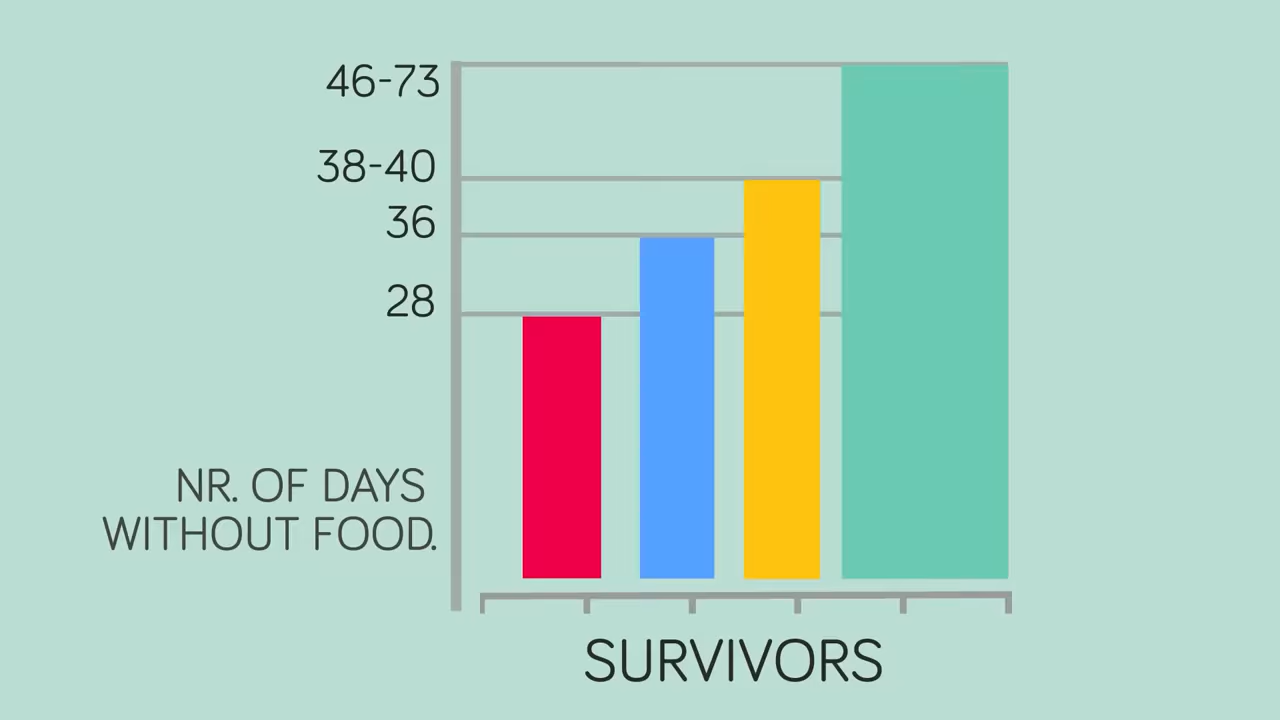 46-73
38-40
36
28
NR. OF DAYS
WITHOUT FOOD.
SURVIVORS